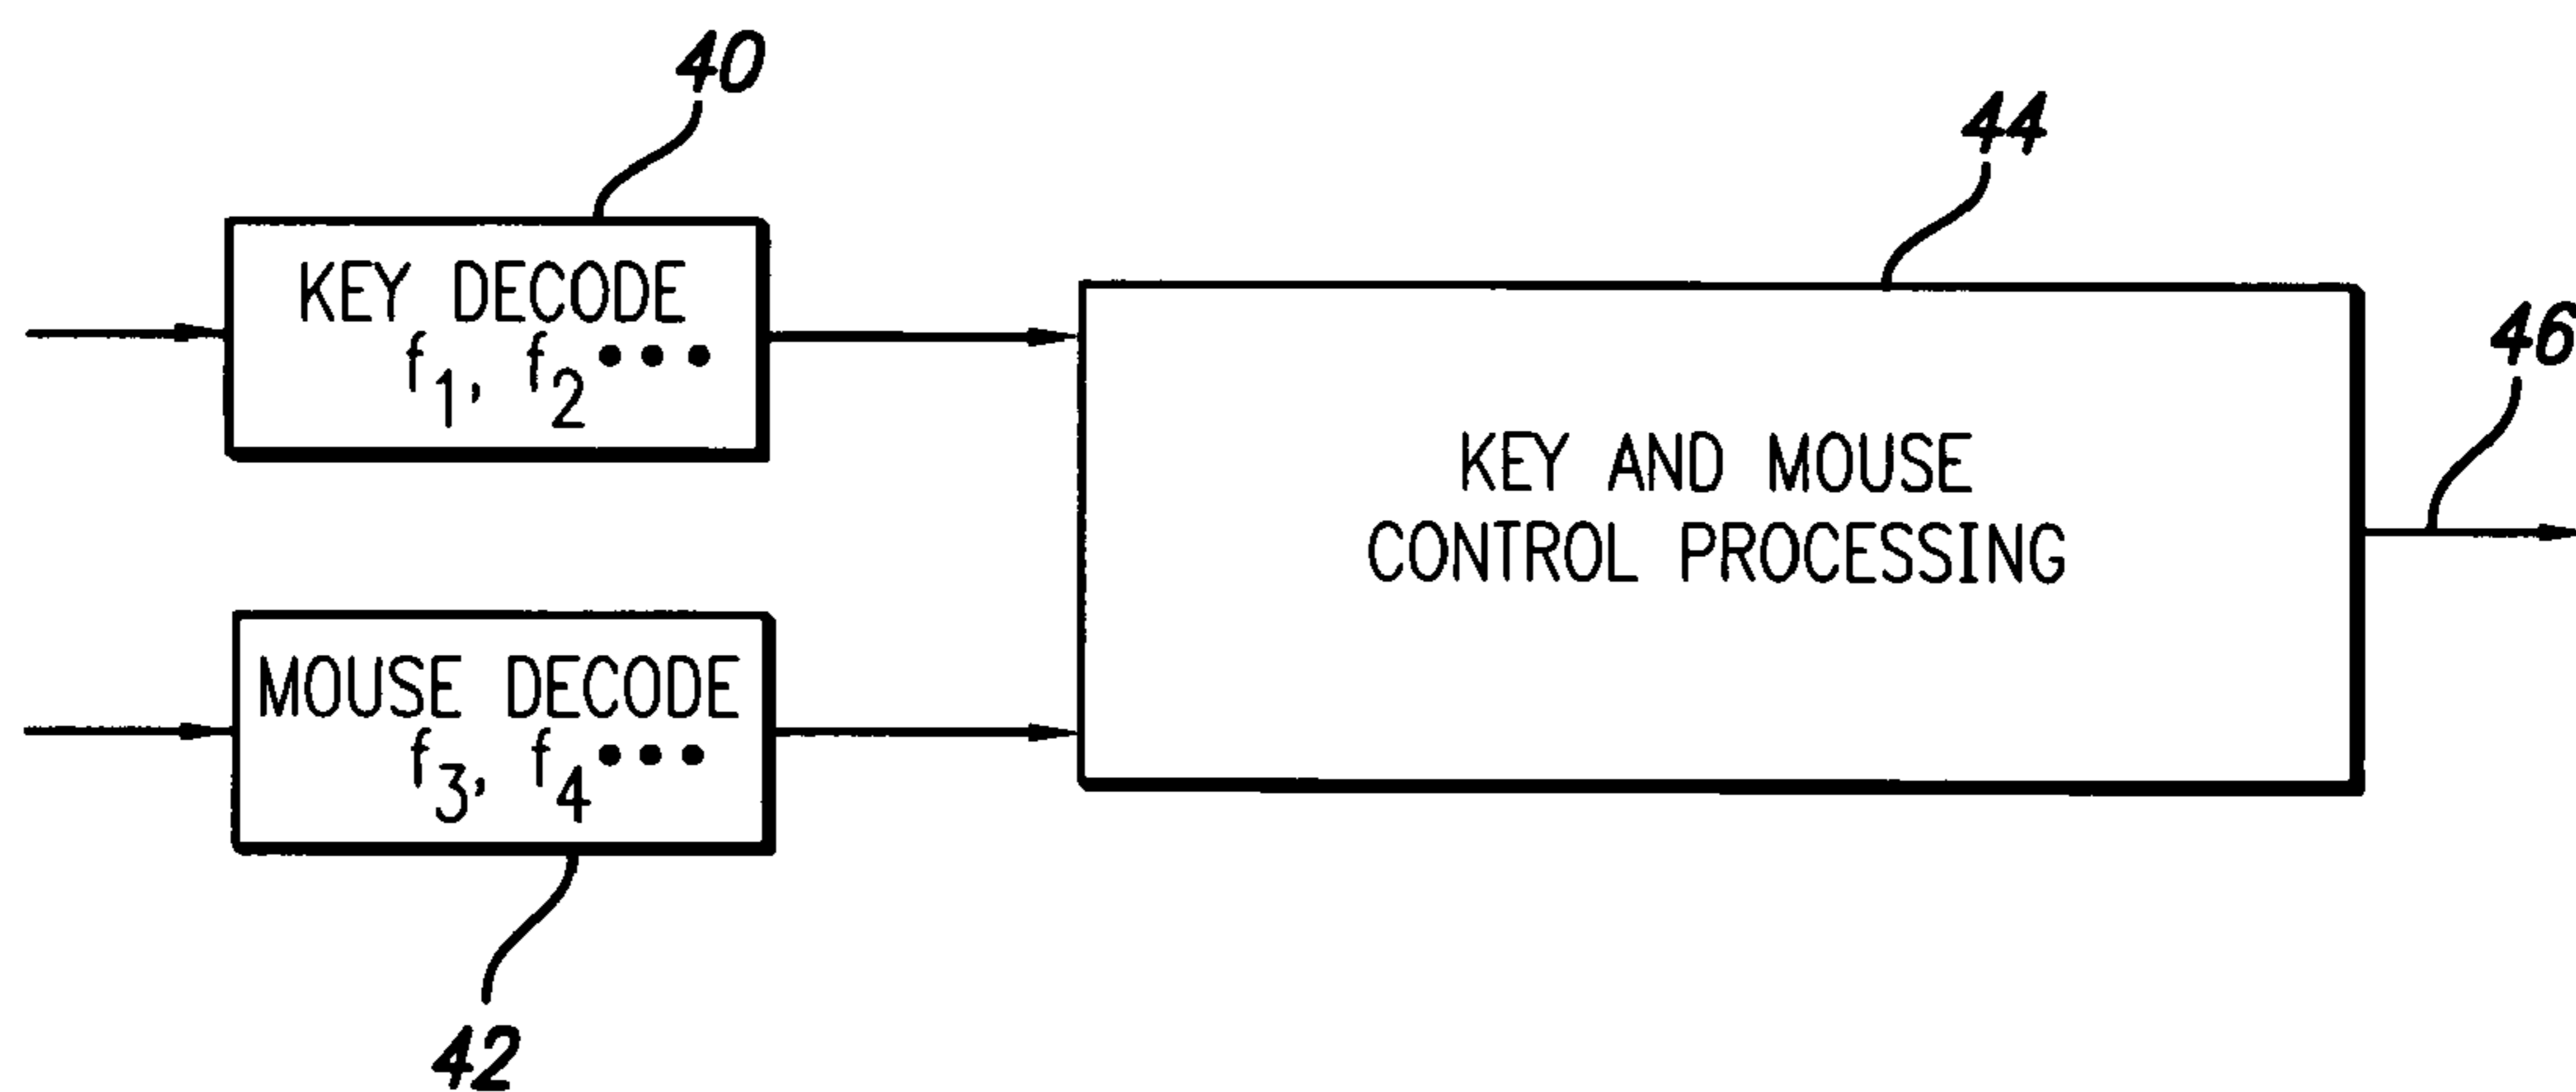 40
44
KEY DECODE
f1, f2 •••
46
KEY AND MOUSE
CONTROL PROCESSING
MOUSE DECODE
f3, f4 •••
42